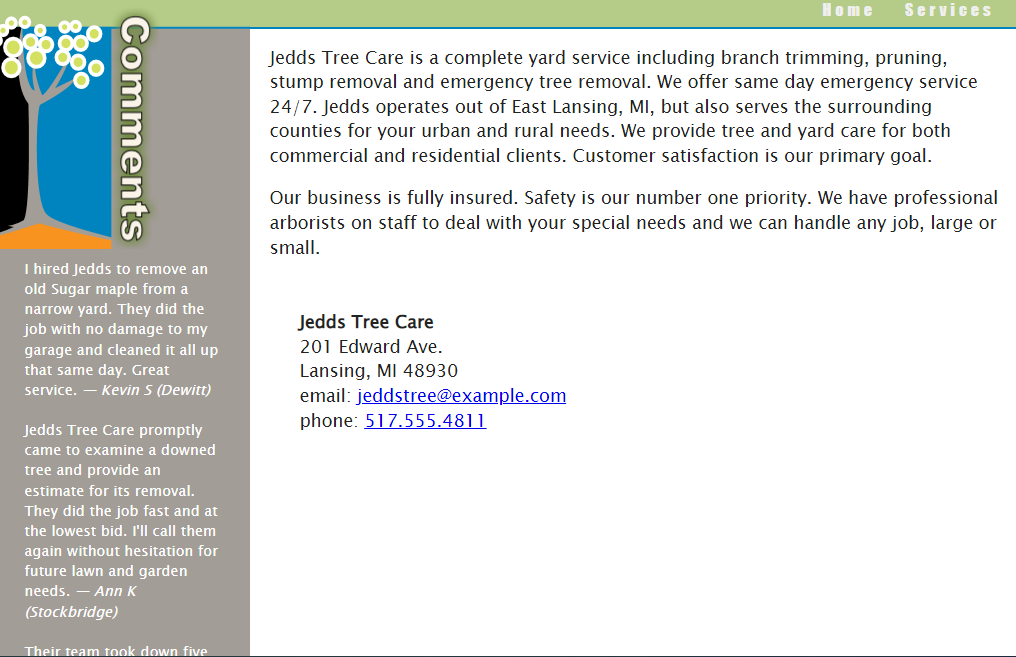 Home Services
Comments
Jedds Tree Care is a complete yard service including branch trimming, pruning,
stump removal and emergency tree removal. We offer same day emergency service
24/7. Jedds operates out of East Lansing, MI, but also serves the surrounding
counties for your urban and rural needs. We provide tree and yard care for both
commercial and residential clients. Customer satisfaction is our primary goal.
Our business is fully insured. Safety is our number one priority. We have professional
arborists on staff to deal with your special needs and we can handle any job, large or
small.
Jedds Tree Care
201 Edward Ave.
Lansing, MI 48930
email: jeddstree@example.com
phone: 517.555.4811
I hired Jedds to remove an
old Sugar maple from a
narrow yard. They did the
job with no damage to my
garage and cleaned it all up
that same day. Great
service. — Kevin S (Dewitt)
Jedds Tree Care promptly
came to examine a downed
tree and provide an
estimate for its removal.
They did the job fast and at
the lowest bid. I'll call them
again without hesitation for
future lawn and garden
needs. — Ann K
(Stockbridge)
Their team took down five